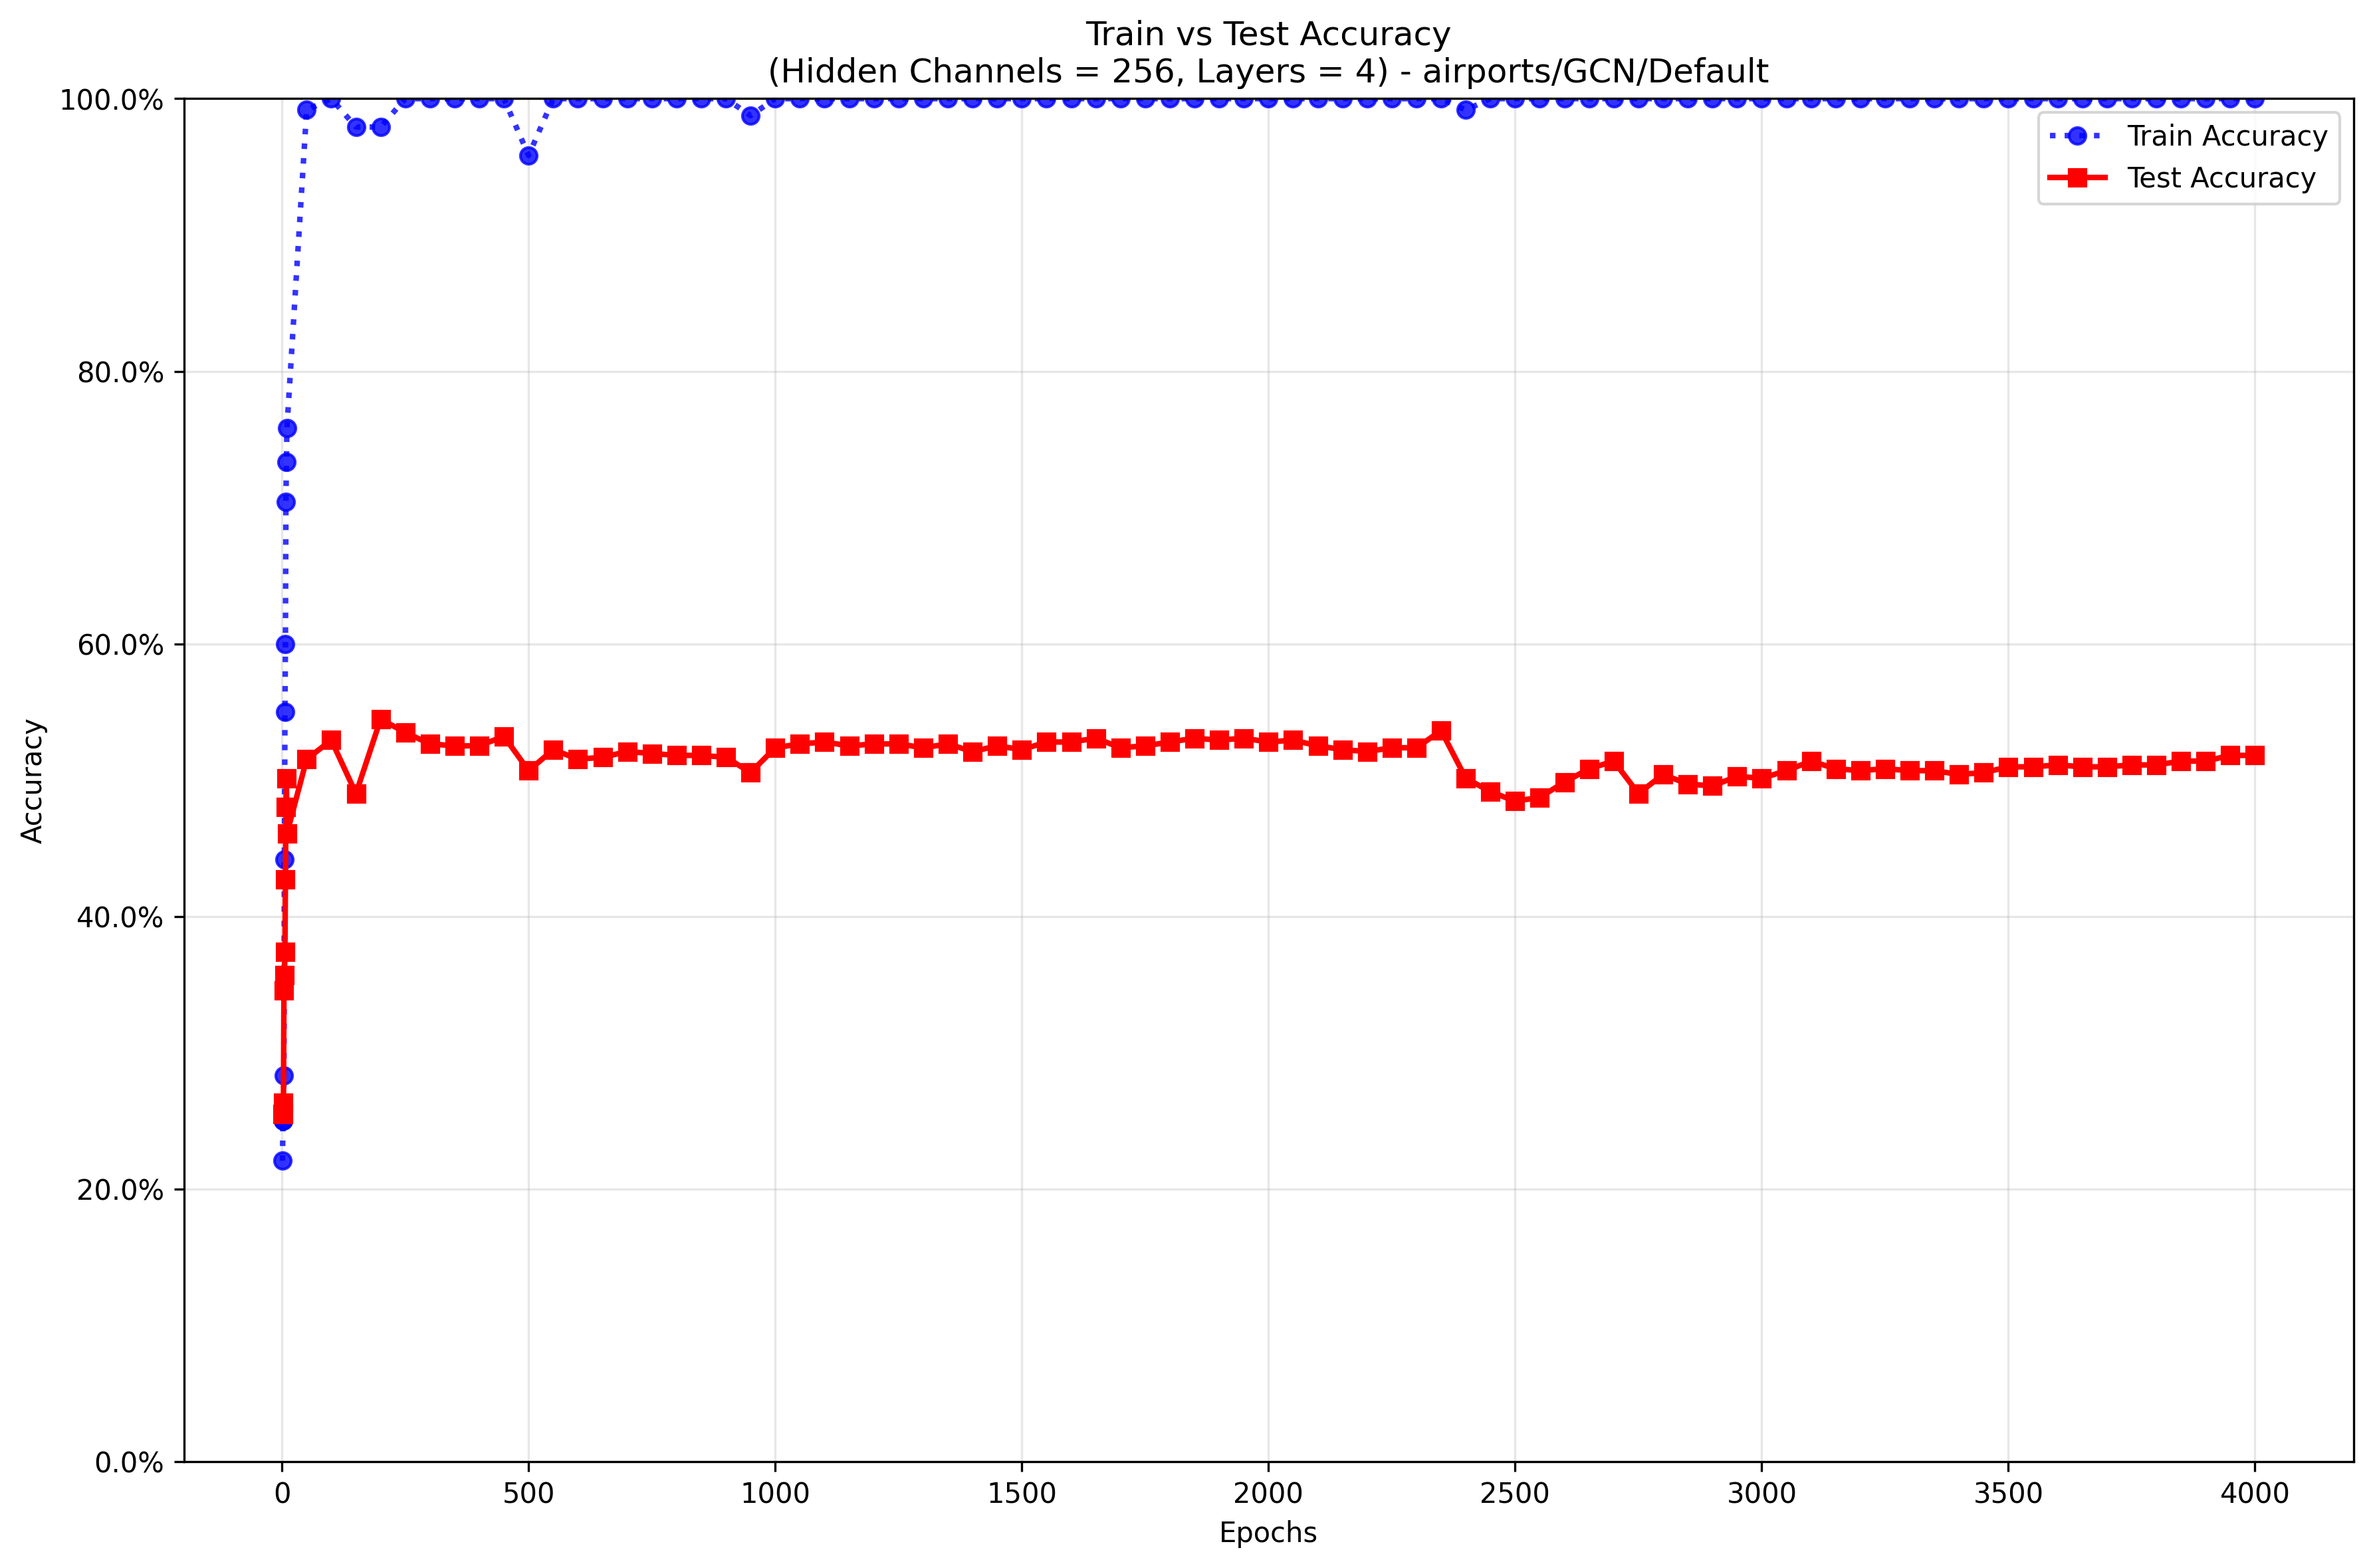 Train vs Test Accuracy
(Hidden Channels = 256, Layers = 4) - airports/GCN/Default
100.0%
80.0%
60.0%
40.0%
20.0%
0.0%
Accuracy
Train Accuracy
Test Accuracy
0 500 1000 1500 2000 2500 3000 3500 4000
Epochs